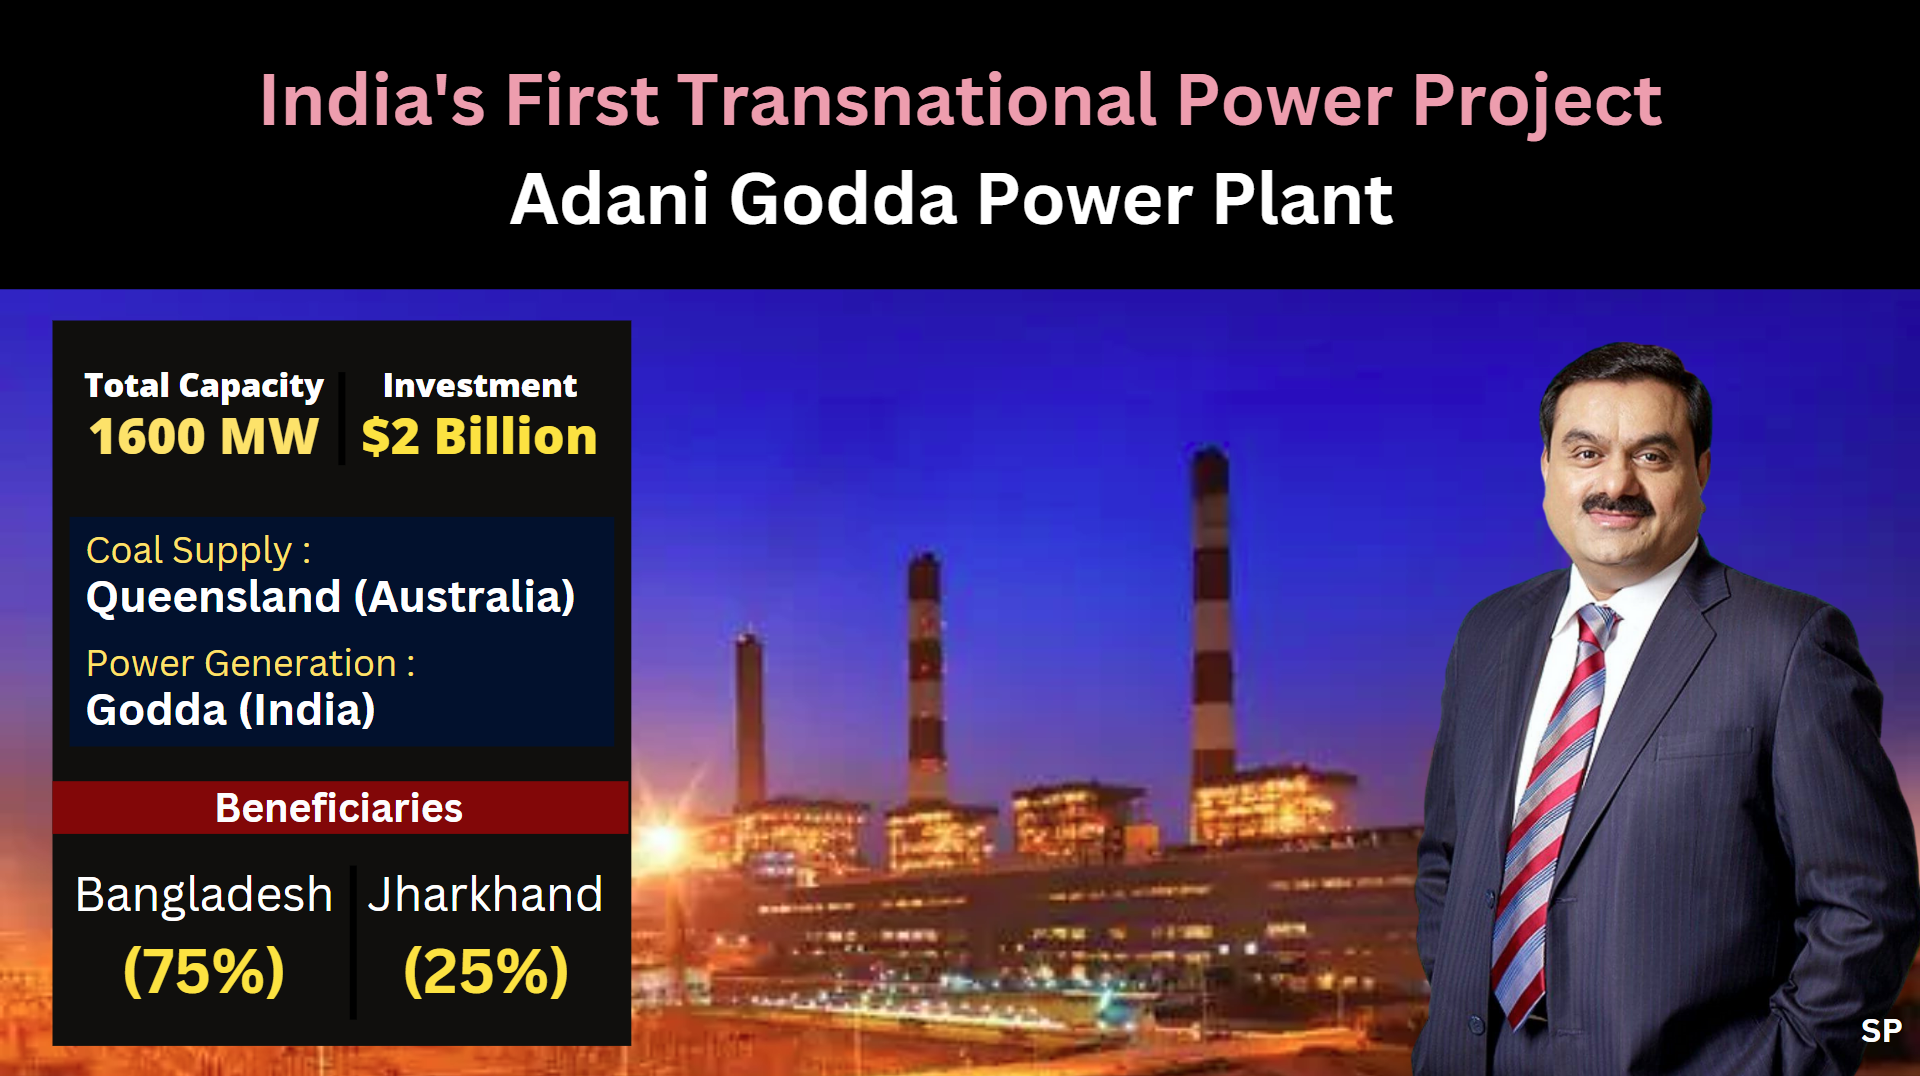 India's First Transnational Power Project
Adani Godda Power Plant
Total Capacity
1600 MW
Investment
$2 Billion
Coal Supply :
Queensland (Australia)
Power Generation :
Godda (India)
Beneficiaries
Bangladesh
(75%)
Jharkhand
(25%)
SP